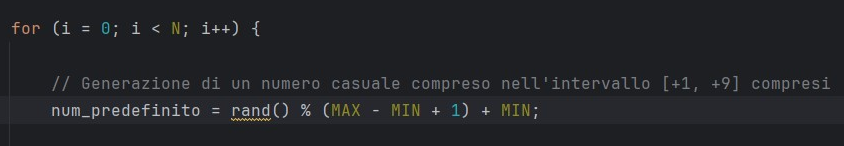 for (i = 0; i < N; i++) {
// Generazione di un numero casuale compreso nell'intervallo [+1, +9] compresi
num_predefinito = rand() % (MAX - MIN + 1) + MIN;